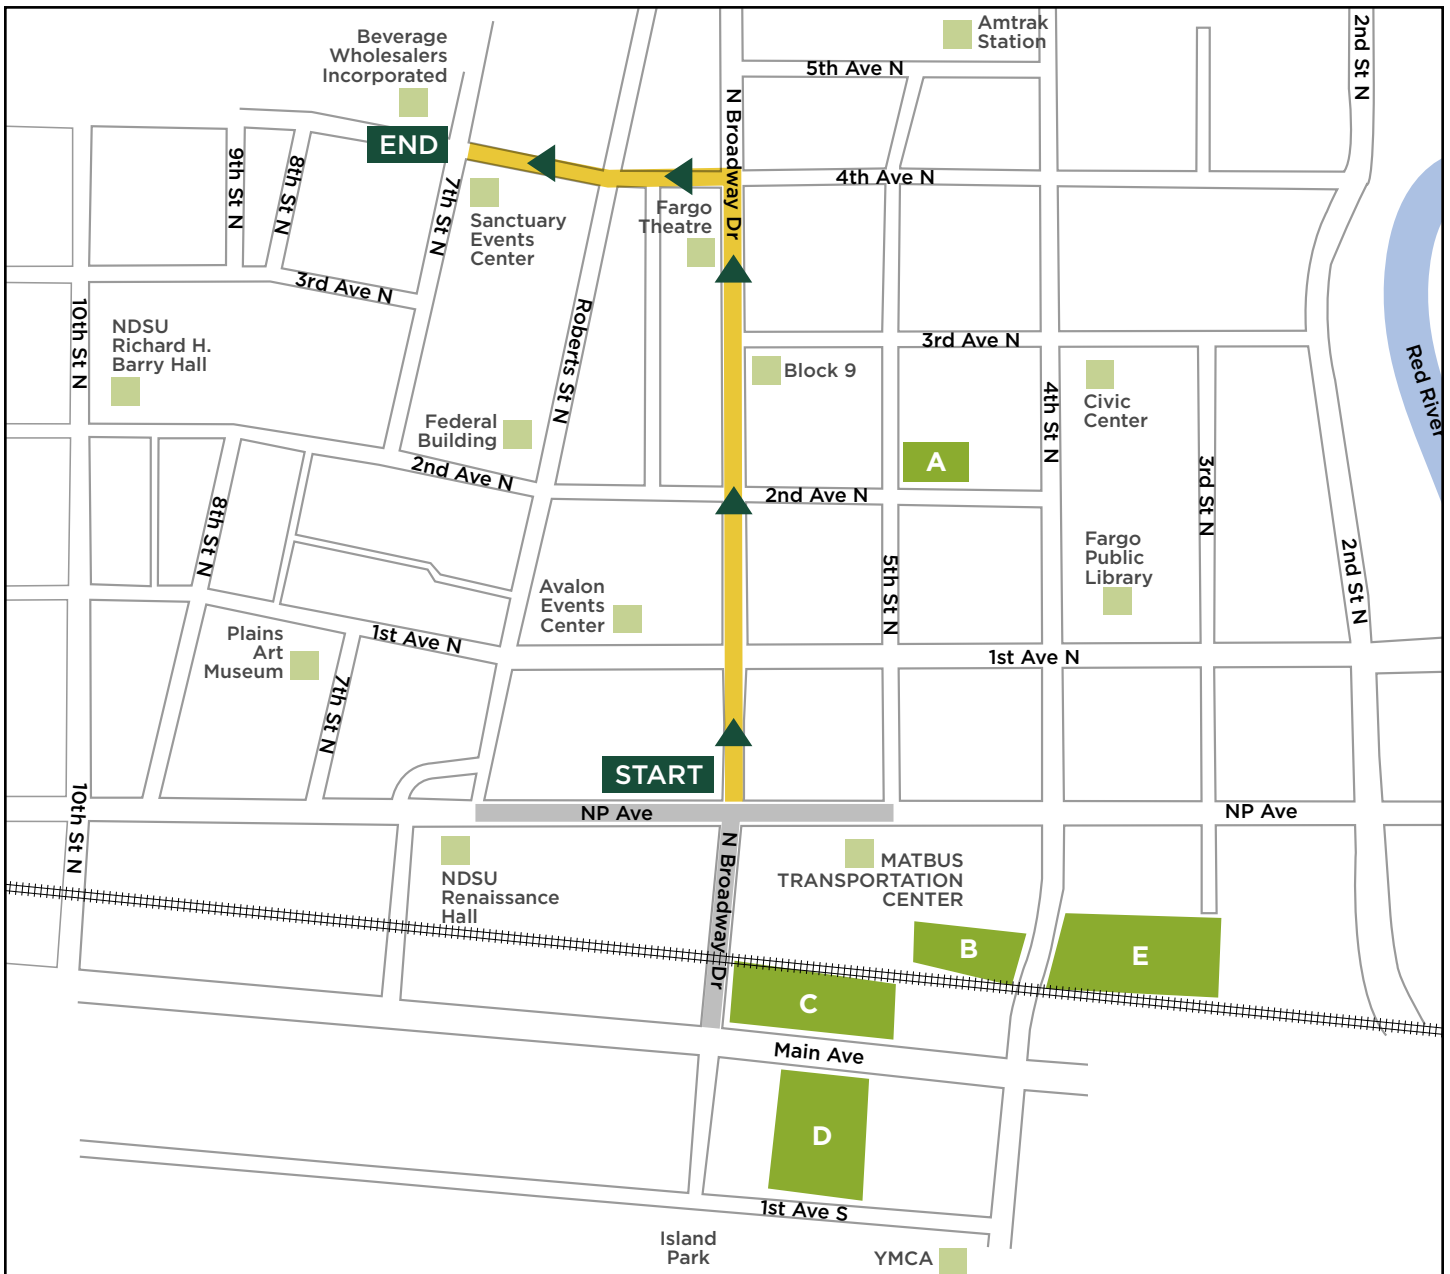 Beverage
Wholesalers
Incorporated
Amtrak
Station
2nd St N
5th Ave N
N Broadway Dr
END
9th St N
8th St N
7th St N
4th Ave N
Sanctuary
Events
Center
Fargo
Theatre
3rd Ave N
10th St N
NDSU
Richard H.
Barry Hall
Roberts St N
3rd Ave N
Block 9
4th St N
Civic
Center
Red River
Federal
Building
2nd Ave N
A
2nd Ave N
3rd St N
8th St N
Fargo
Public
Library
2nd St N
5th St N
Avalon
Events
Center
Plains
Art
Museum
1st Ave N
1st Ave N
7th St N
START
10th St N
NP Ave
NP Ave
N Broadway Dr
NDSU
Renaissance
Hall
MATBUS
TRANSPORTATION
CENTER
B
E
C
Main Ave
D
1st Ave S
Island
Park
YMCA